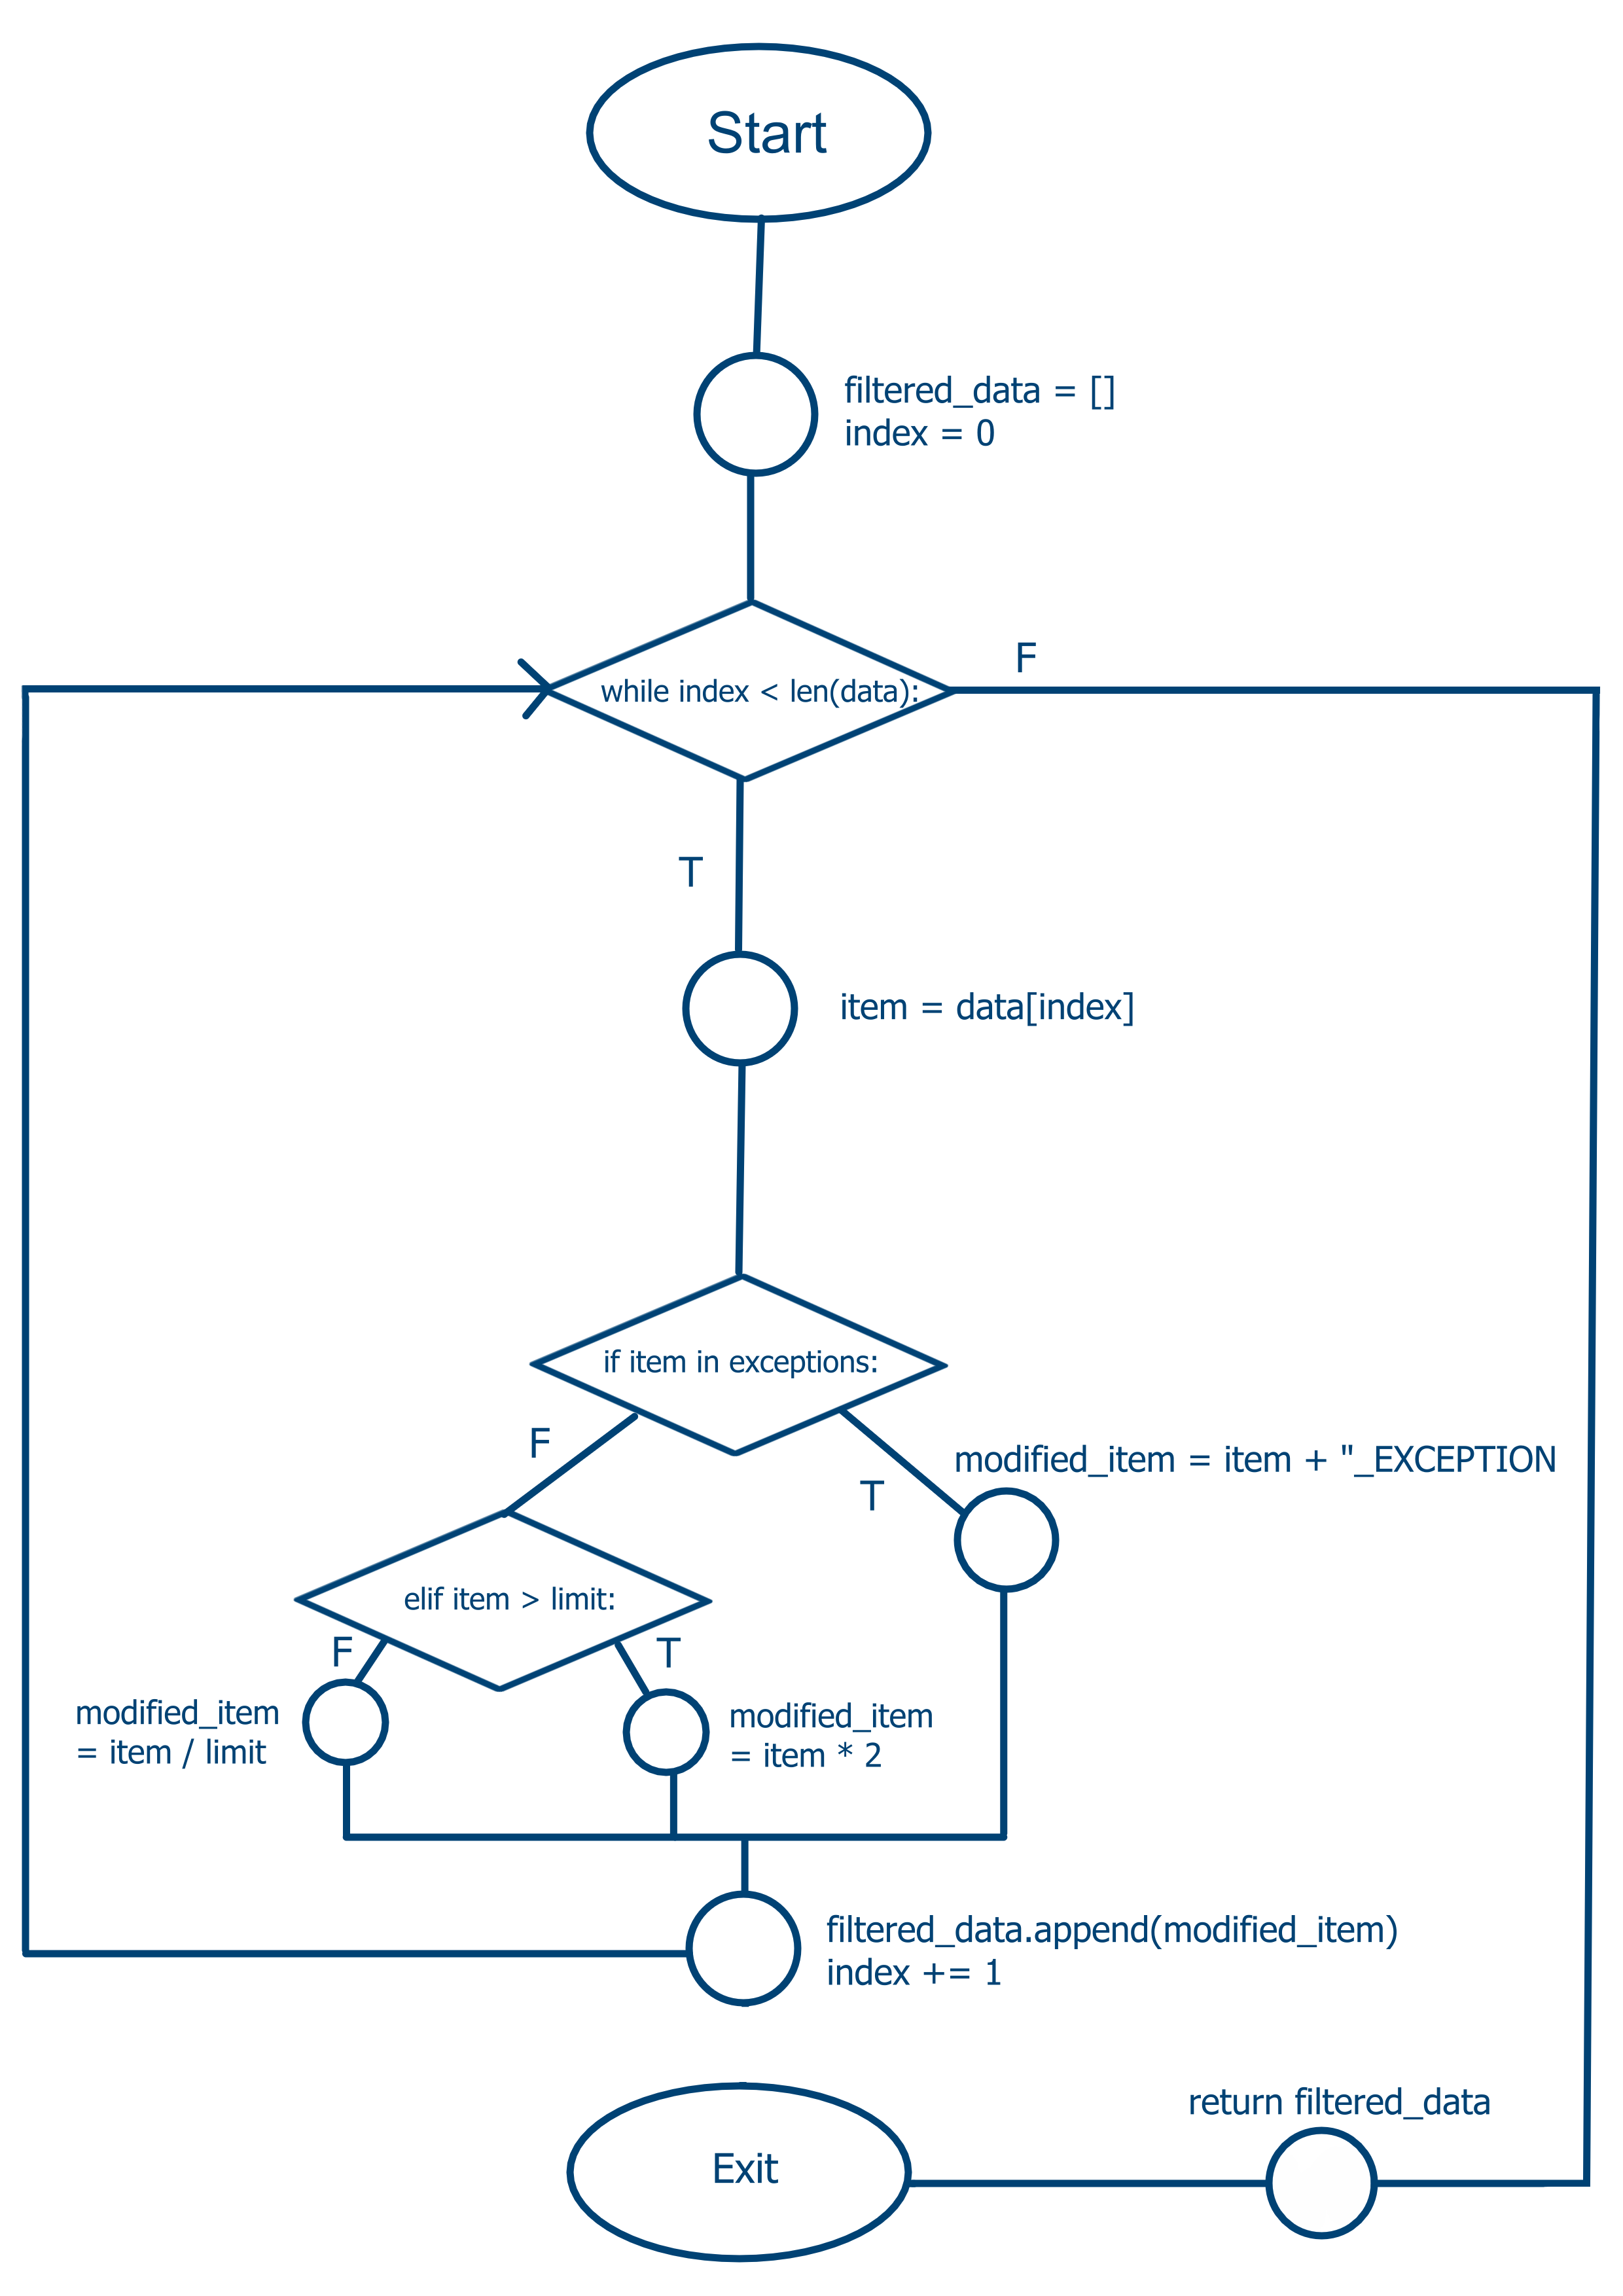 Start
filtered_data = []
index = 0
while index < len(data):
F
T
item = data[index]
if item in exceptions:
F
T
modified_item = item + "_EXCEPTION
elif item > limit:
F
T
modified_item
= item / limit
modified_item
= item * 2
filtered_data.append(modified_item)
index += 1
return filtered_data
Exit